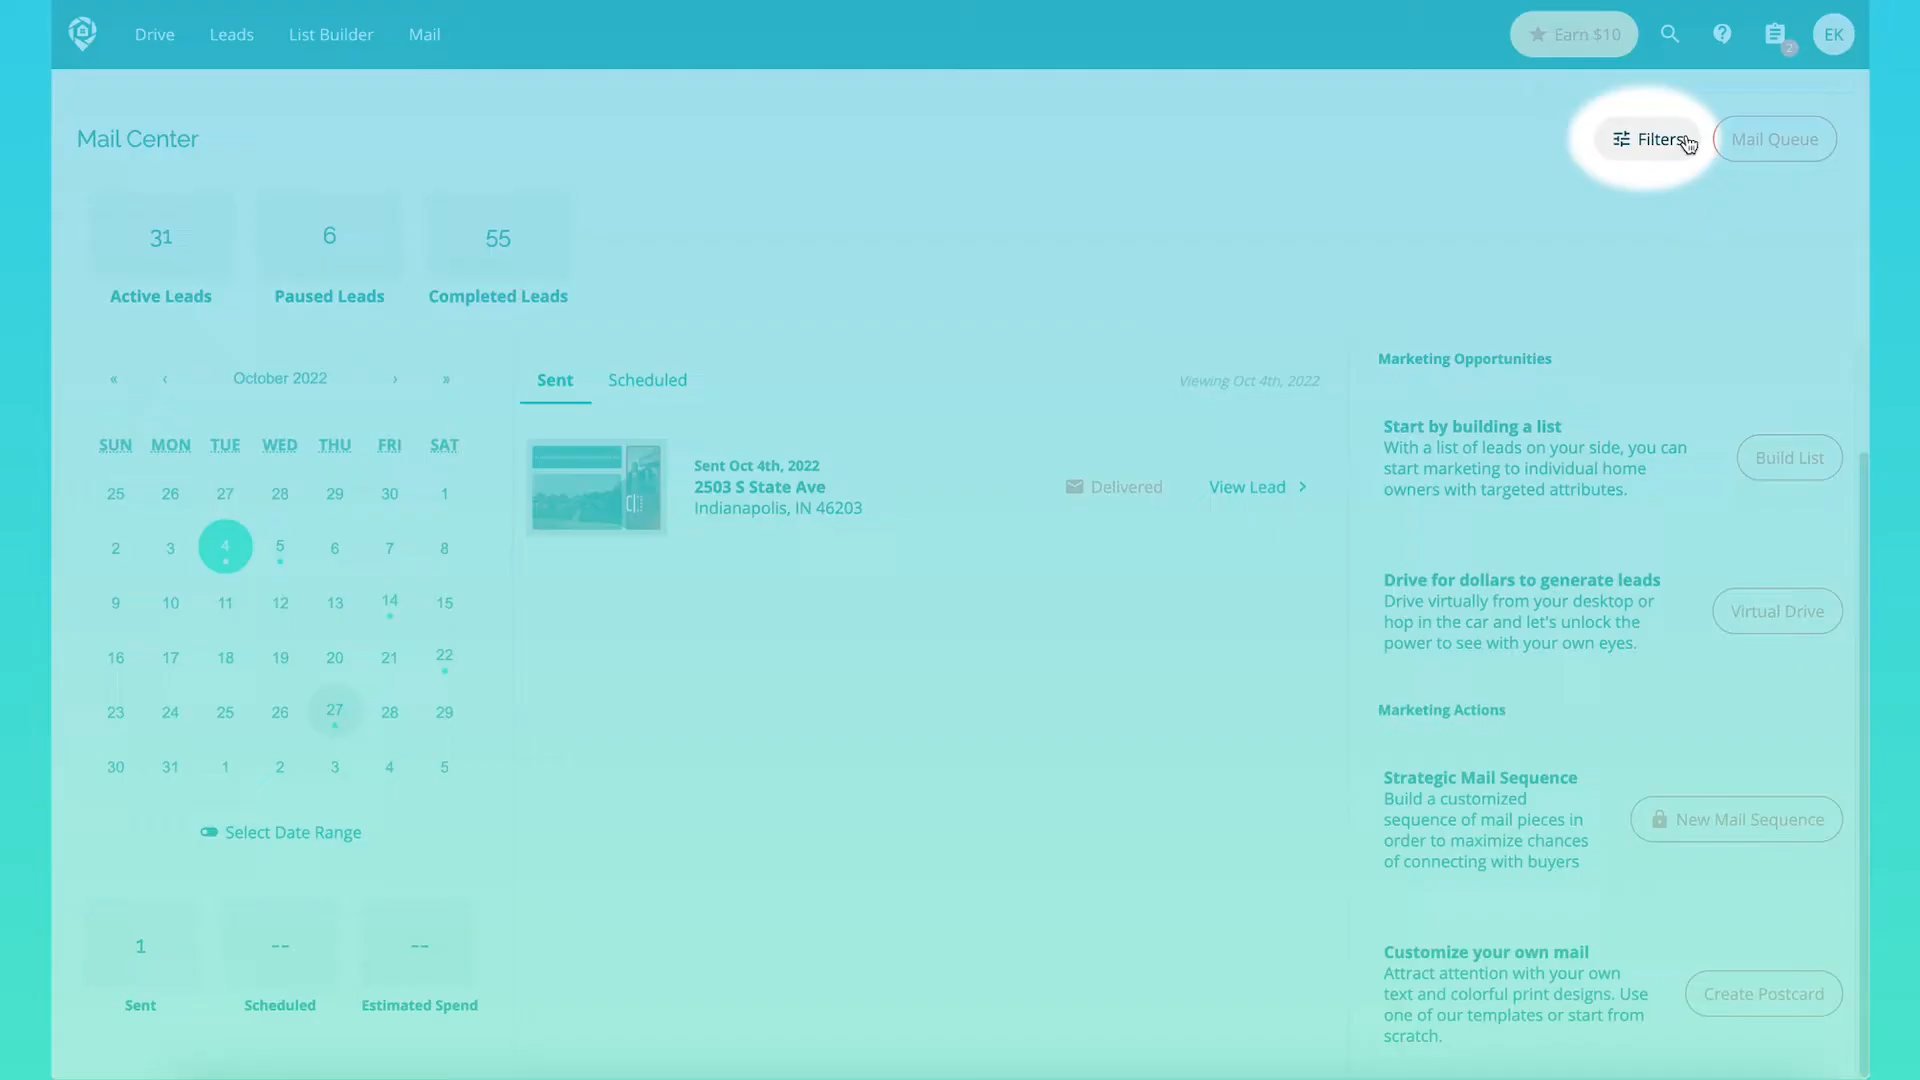 Drive Leads List Builder Mail Earn $10 2 EK
Mail Center Filters Mail Queue
31 6 55
Active Leads Paused Leads Completed Leads
« ‹ October 2022 › »
SUN MON TUE WED THU FRI SAT
25 26 27 28 29 30 1
2 3 4 5 6 7 8
9 10 11 12 13 14 15
16 17 18 19 20 21 22
23 24 25 26 27 28 29
30 31 1 2 3 4 5
Select Date Range
1 -- --
Sent Scheduled Estimated Spend
Sent Scheduled Viewing Oct 4th, 2022
Sent Oct 4th, 2022
2503 S State Ave
Indianapolis, IN 46203
Delivered View Lead
Marketing Opportunities
Start by building a list
With a list of leads on your side, you can
start marketing to individual home
owners with targeted attributes.
Build List
Drive for dollars to generate leads
Drive virtually from your desktop or
hop in the car and let's unlock the
power to see with your own eyes.
Virtual Drive
Marketing Actions
Strategic Mail Sequence
Build a customized
sequence of mail pieces in
order to maximize chances
of connecting with buyers
New Mail Sequence
Customize your own mail
Attract attention with your own
text and colorful print designs. Use
one of our templates or start from
scratch.
Create Postcard